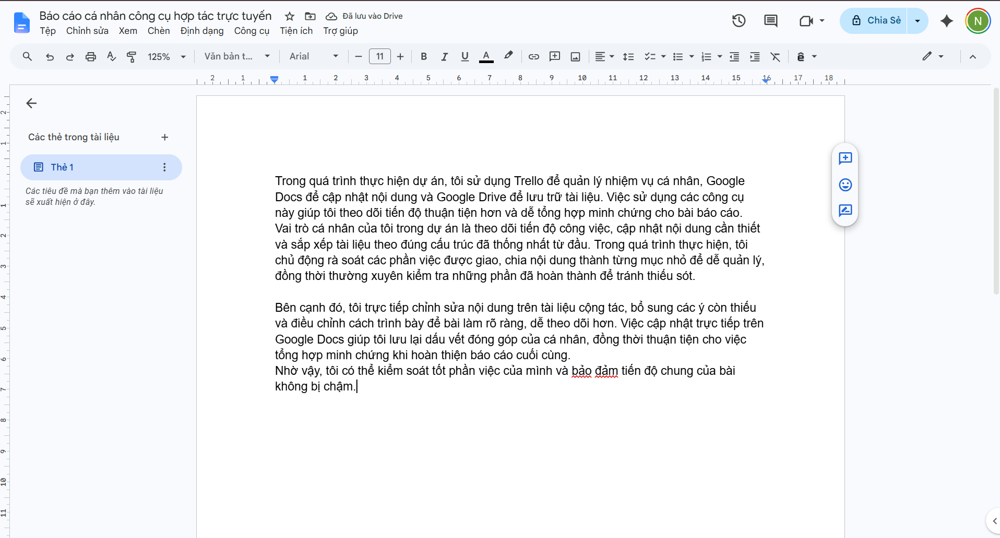 Báo cáo cá nhân công cụ hợp tác trực tuyến
Đã lưu vào Drive
Tệp Chỉnh sửa Xem Chèn Định dạng Công cụ Tiện ích Trợ giúp
Chia Sẻ
N
125% Văn bản t... Arial 11 B I U A ê
2 1 1 2 3 4 5 6 7 8 9 10 11 12 13 14 15 16 17 18
2
1
1
2
3
4
5
6
7
8
9
10
11
Các thẻ trong tài liệu
Thẻ 1
Các tiêu đề mà bạn thêm vào tài liệu
sẽ xuất hiện ở đây.
Trong quá trình thực hiện dự án, tôi sử dụng Trello để quản lý nhiệm vụ cá nhân, Google
Docs để cập nhật nội dung và Google Drive để lưu trữ tài liệu. Việc sử dụng các công cụ
này giúp tôi theo dõi tiến độ thuận tiện hơn và dễ tổng hợp minh chứng cho bài báo cáo.
Vai trò cá nhân của tôi trong dự án là theo dõi tiến độ công việc, cập nhật nội dung cần thiết
và sắp xếp tài liệu theo đúng cấu trúc đã thống nhất từ đầu. Trong quá trình thực hiện, tôi
chủ động rà soát các phần việc được giao, chia nội dung thành từng mục nhỏ để dễ quản lý,
đồng thời thường xuyên kiểm tra những phần đã hoàn thành để tránh thiếu sót.
Bên cạnh đó, tôi trực tiếp chỉnh sửa nội dung trên tài liệu cộng tác, bổ sung các ý còn thiếu
và điều chỉnh cách trình bày để bài làm rõ ràng, dễ theo dõi hơn. Việc cập nhật trực tiếp trên
Google Docs giúp tôi lưu lại dấu vết đóng góp của cá nhân, đồng thời thuận tiện cho việc
tổng hợp minh chứng khi hoàn thiện báo cáo cuối cùng.
Nhờ vậy, tôi có thể kiểm soát tốt phần việc của mình và bảo đảm tiến độ chung của bài
không bị chậm.